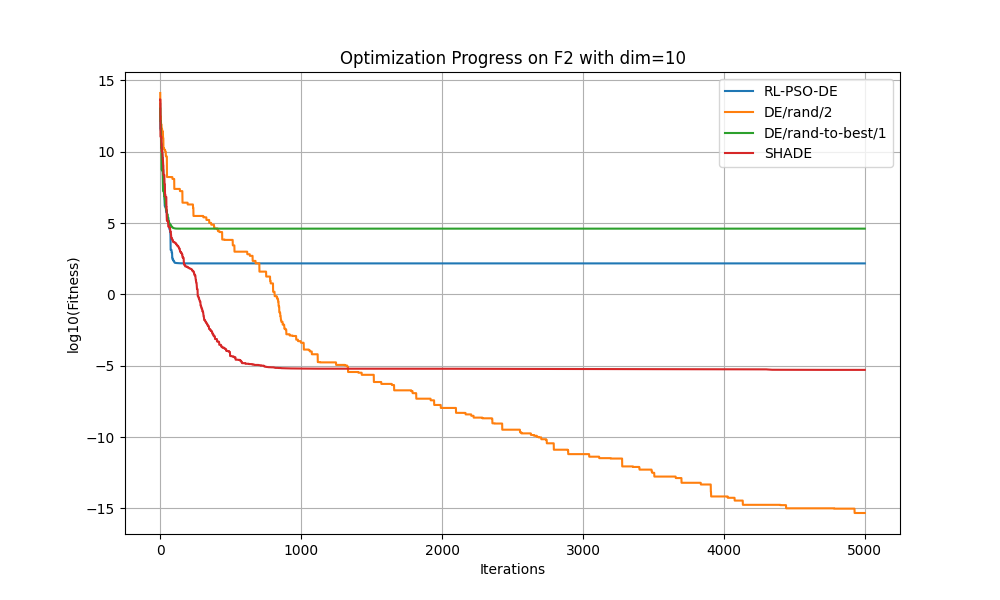 Optimization Progress on F2 with dim=10
15
10
5
0
−5
−10
−15
log10(Fitness)
RL-PSO-DE
DE/rand/2
DE/rand-to-best/1
SHADE
0
1000
2000
3000
4000
5000
Iterations